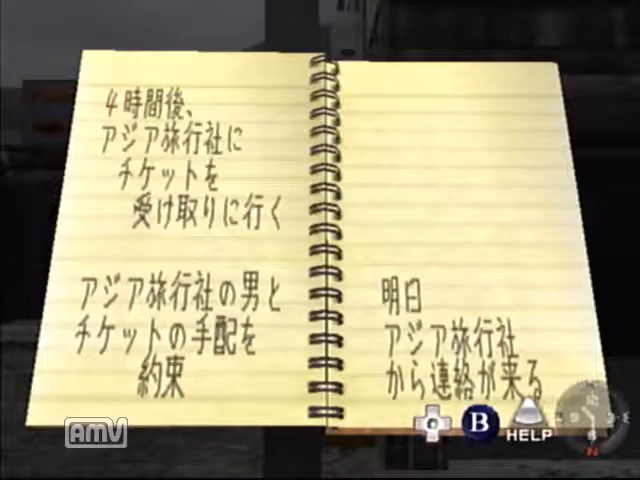 4時間後、
アジア旅行社に
チケットを
受け取りに行く
アジア旅行社の男と
チケットの手配を
約束
明日
アジア旅行社
から連絡が来る
B
HELP
N
AMV